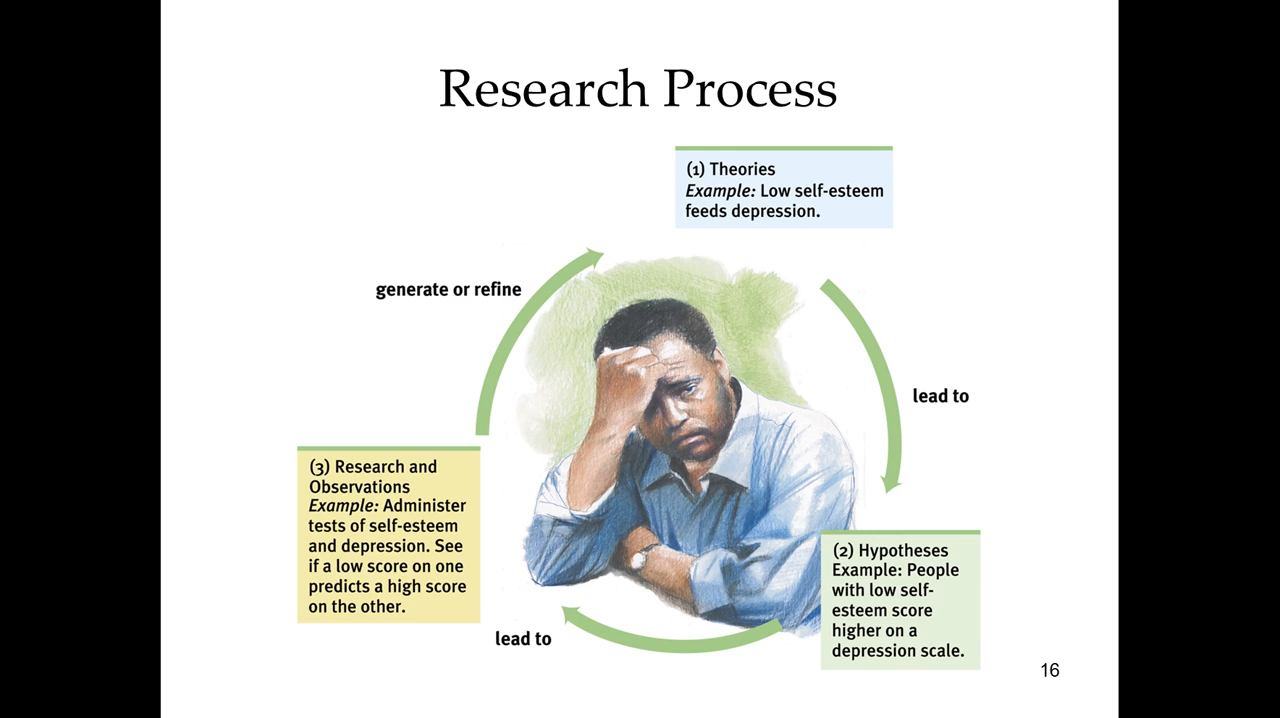 Research Process
(1) Theories
Example: Low self-esteem
feeds depression.
generate or refine
lead to
(3) Research and
Observations
Example: Administer
tests of self-esteem
and depression. See
if a low score on one
predicts a high score
on the other.
(2) Hypotheses
Example: People
with low self-
esteem score
higher on a
depression scale.
lead to
16